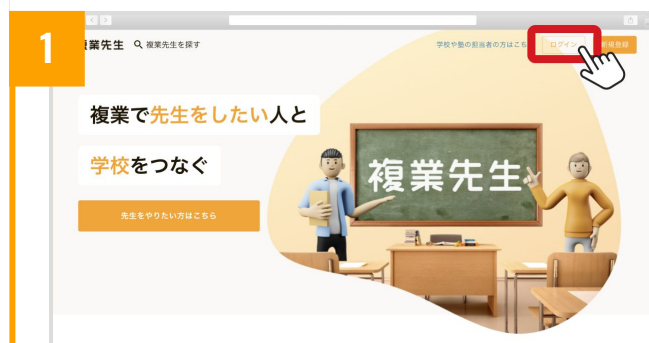 1
業先生
複業先生を探す
学校や塾の担当者の方はこち
ログイン
新規登録
複業で先生をしたい人と
学校をつなぐ
先生をやりたい方はこちら
複業先生